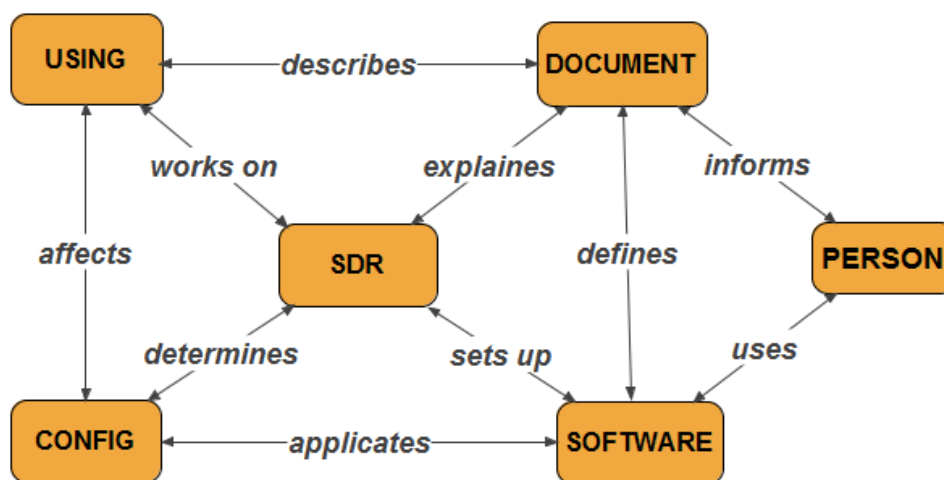 USING
describes
DOCUMENT
works on
explaines
informs
affects
SDR
defines
PERSON
determines
sets up
uses
CONFIG
applicates
SOFTWARE